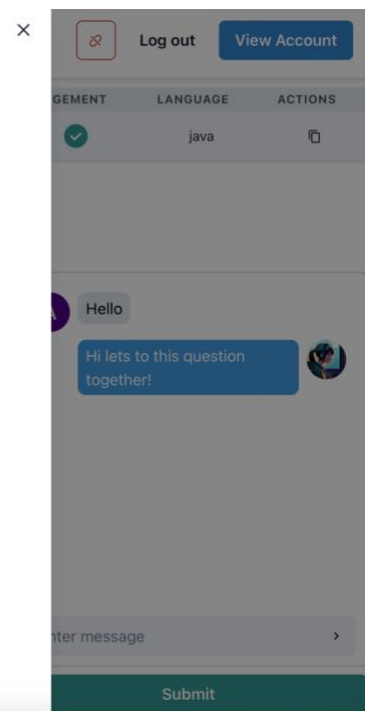 Log out View Account
GEMENT LANGUAGE ACTIONS
java
Hello
Hi lets to this question
together!
nter message
Submit